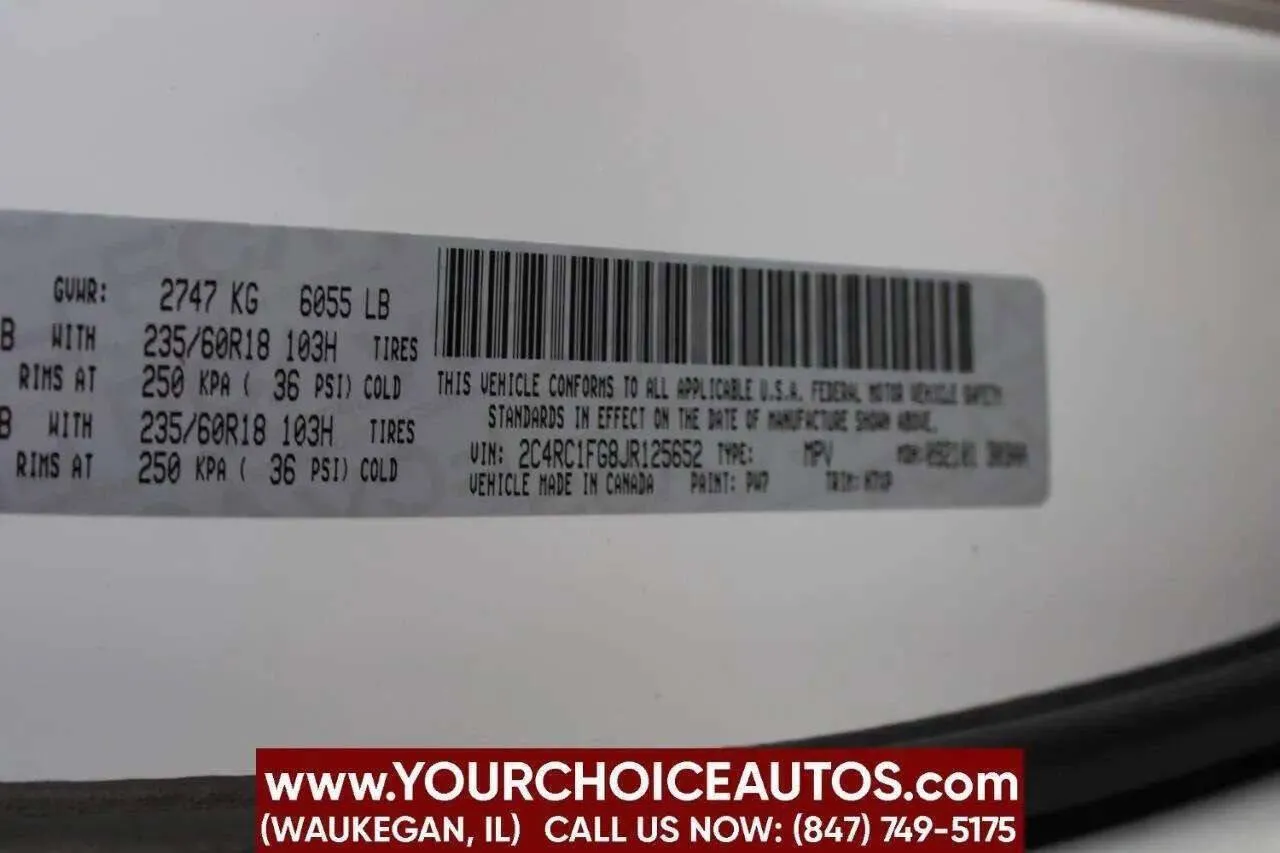 GVWR: 2747 KG 6055 LB
B WITH 235/60R18 103H TIRES
RIMS AT 250 KPA ( 36 PSI) COLD
B WITH 235/60R18 103H TIRES
RIMS AT 250 KPA ( 36 PSI) COLD
THIS VEHICLE CONFORMS TO ALL APPLICABLE U.S.A. FEDERAL MOTOR VEHICLE SAFETY
STANDARDS IN EFFECT ON THE DATE OF MANUFACTURE SHOWN ABOVE.
VIN: 2C4RC1FG8JR125652 TYPE: MPV MDH:
VEHICLE MADE IN CANADA PAINT: PW7 TRIM:
www.YOURCHOICEAUTOS.com
(WAUKEGAN, IL) CALL US NOW: (847) 749-5175